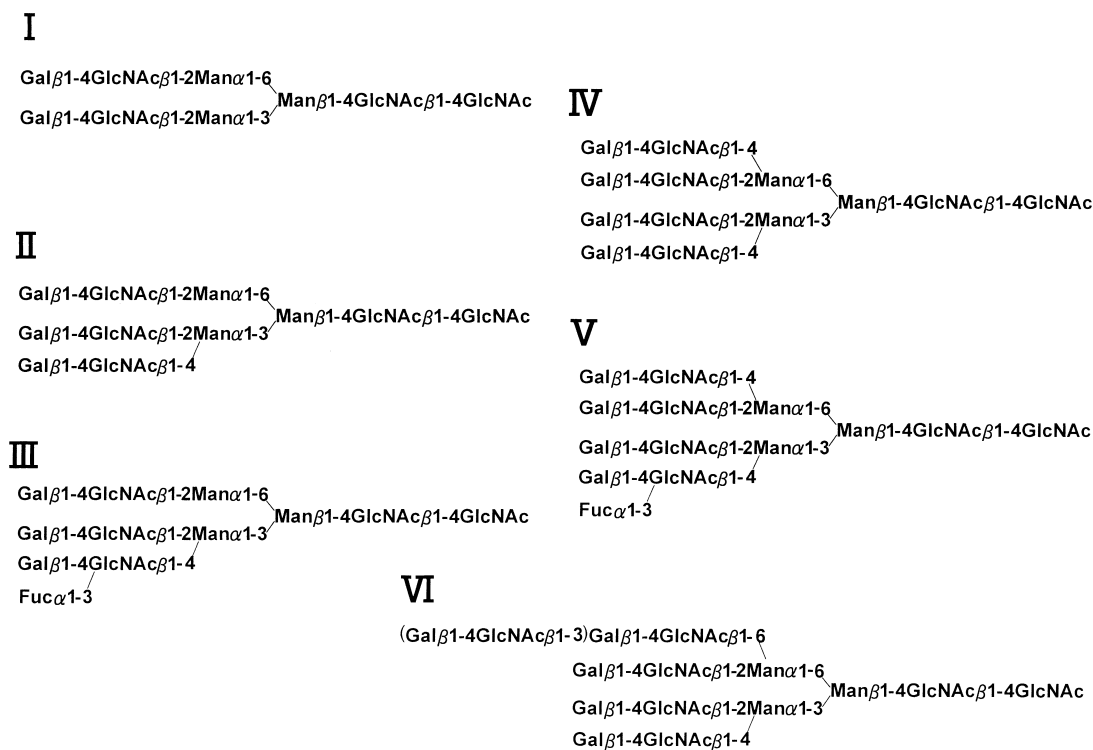 I
Galβ1-4GlcNAcβ1-2Manα1-6
Manβ1-4GlcNAcβ1-4GlcNAc
Galβ1-4GlcNAcβ1-2Manα1-3
II
Galβ1-4GlcNAcβ1-2Manα1-6
Manβ1-4GlcNAcβ1-4GlcNAc
Galβ1-4GlcNAcβ1-2Manα1-3
Galβ1-4GlcNAcβ1-4
III
Galβ1-4GlcNAcβ1-2Manα1-6
Manβ1-4GlcNAcβ1-4GlcNAc
Galβ1-4GlcNAcβ1-2Manα1-3
Galβ1-4GlcNAcβ1-4
Fucα1-3
IV
Galβ1-4GlcNAcβ1-4
Galβ1-4GlcNAcβ1-2Manα1-6
Manβ1-4GlcNAcβ1-4GlcNAc
Galβ1-4GlcNAcβ1-2Manα1-3
Galβ1-4GlcNAcβ1-4
V
Galβ1-4GlcNAcβ1-4
Galβ1-4GlcNAcβ1-2Manα1-6
Manβ1-4GlcNAcβ1-4GlcNAc
Galβ1-4GlcNAcβ1-2Manα1-3
Galβ1-4GlcNAcβ1-4
Fucα1-3
VI
(Galβ1-4GlcNAcβ1-3)Galβ1-4GlcNAcβ1-6
Galβ1-4GlcNAcβ1-2Manα1-6
Manβ1-4GlcNAcβ1-4GlcNAc
Galβ1-4GlcNAcβ1-2Manα1-3
Galβ1-4GlcNAcβ1-4